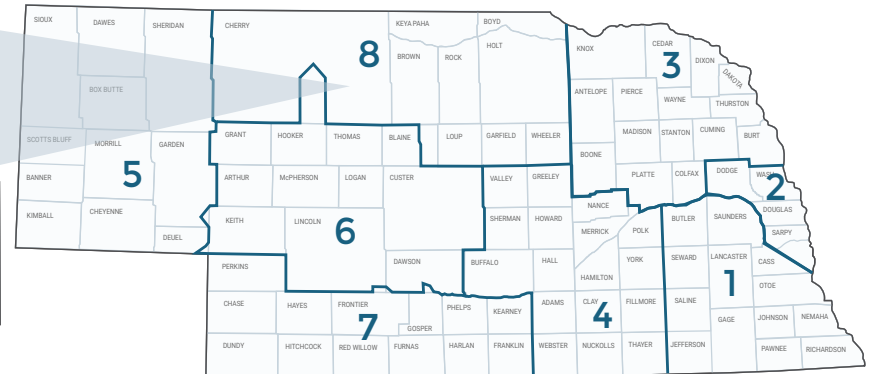 SIOUX DAWES SHERIDAN CHERRY KEYA PAHA BOYD
8 HOLT KNOX CEDAR
BROWN ROCK 3 DIXON
DAKOTA
BOX BUTTE ANTELOPE PIERCE WAYNE THURSTON
SCOTTS BLUFF MORRILL GARDEN GRANT HOOKER THOMAS BLAINE LOUP GARFIELD WHEELER MADISON STANTON CUMING BURT
BOONE
BANNER 5 ARTHUR McPHERSON LOGAN CUSTER VALLEY GREELEY PLATTE COLFAX DODGE WASH
2
KIMBALL CHEYENNE KEITH LINCOLN SHERMAN HOWARD NANCE BUTLER SAUNDERS DOUGLAS
DEUEL 6 MERRICK POLK SARPY
PERKINS DAWSON BUFFALO HALL YORK SEWARD LANCASTER CASS
HAMILTON 1 OTOE
CHASE HAYES FRONTIER PHELPS KEARNEY ADAMS CLAY FILLMORE SALINE
7 GOSPER 4 GAGE JOHNSON NEMAHA
DUNDY HITCHCOCK RED WILLOW FURNAS HARLAN FRANKLIN WEBSTER NUCKOLLS THAYER JEFFERSON PAWNEE RICHARDSON